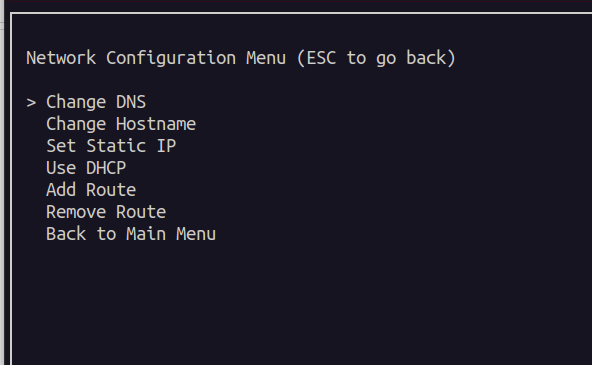 Network Configuration Menu (ESC to go back)
> Change DNS
Change Hostname
Set Static IP
Use DHCP
Add Route
Remove Route
Back to Main Menu